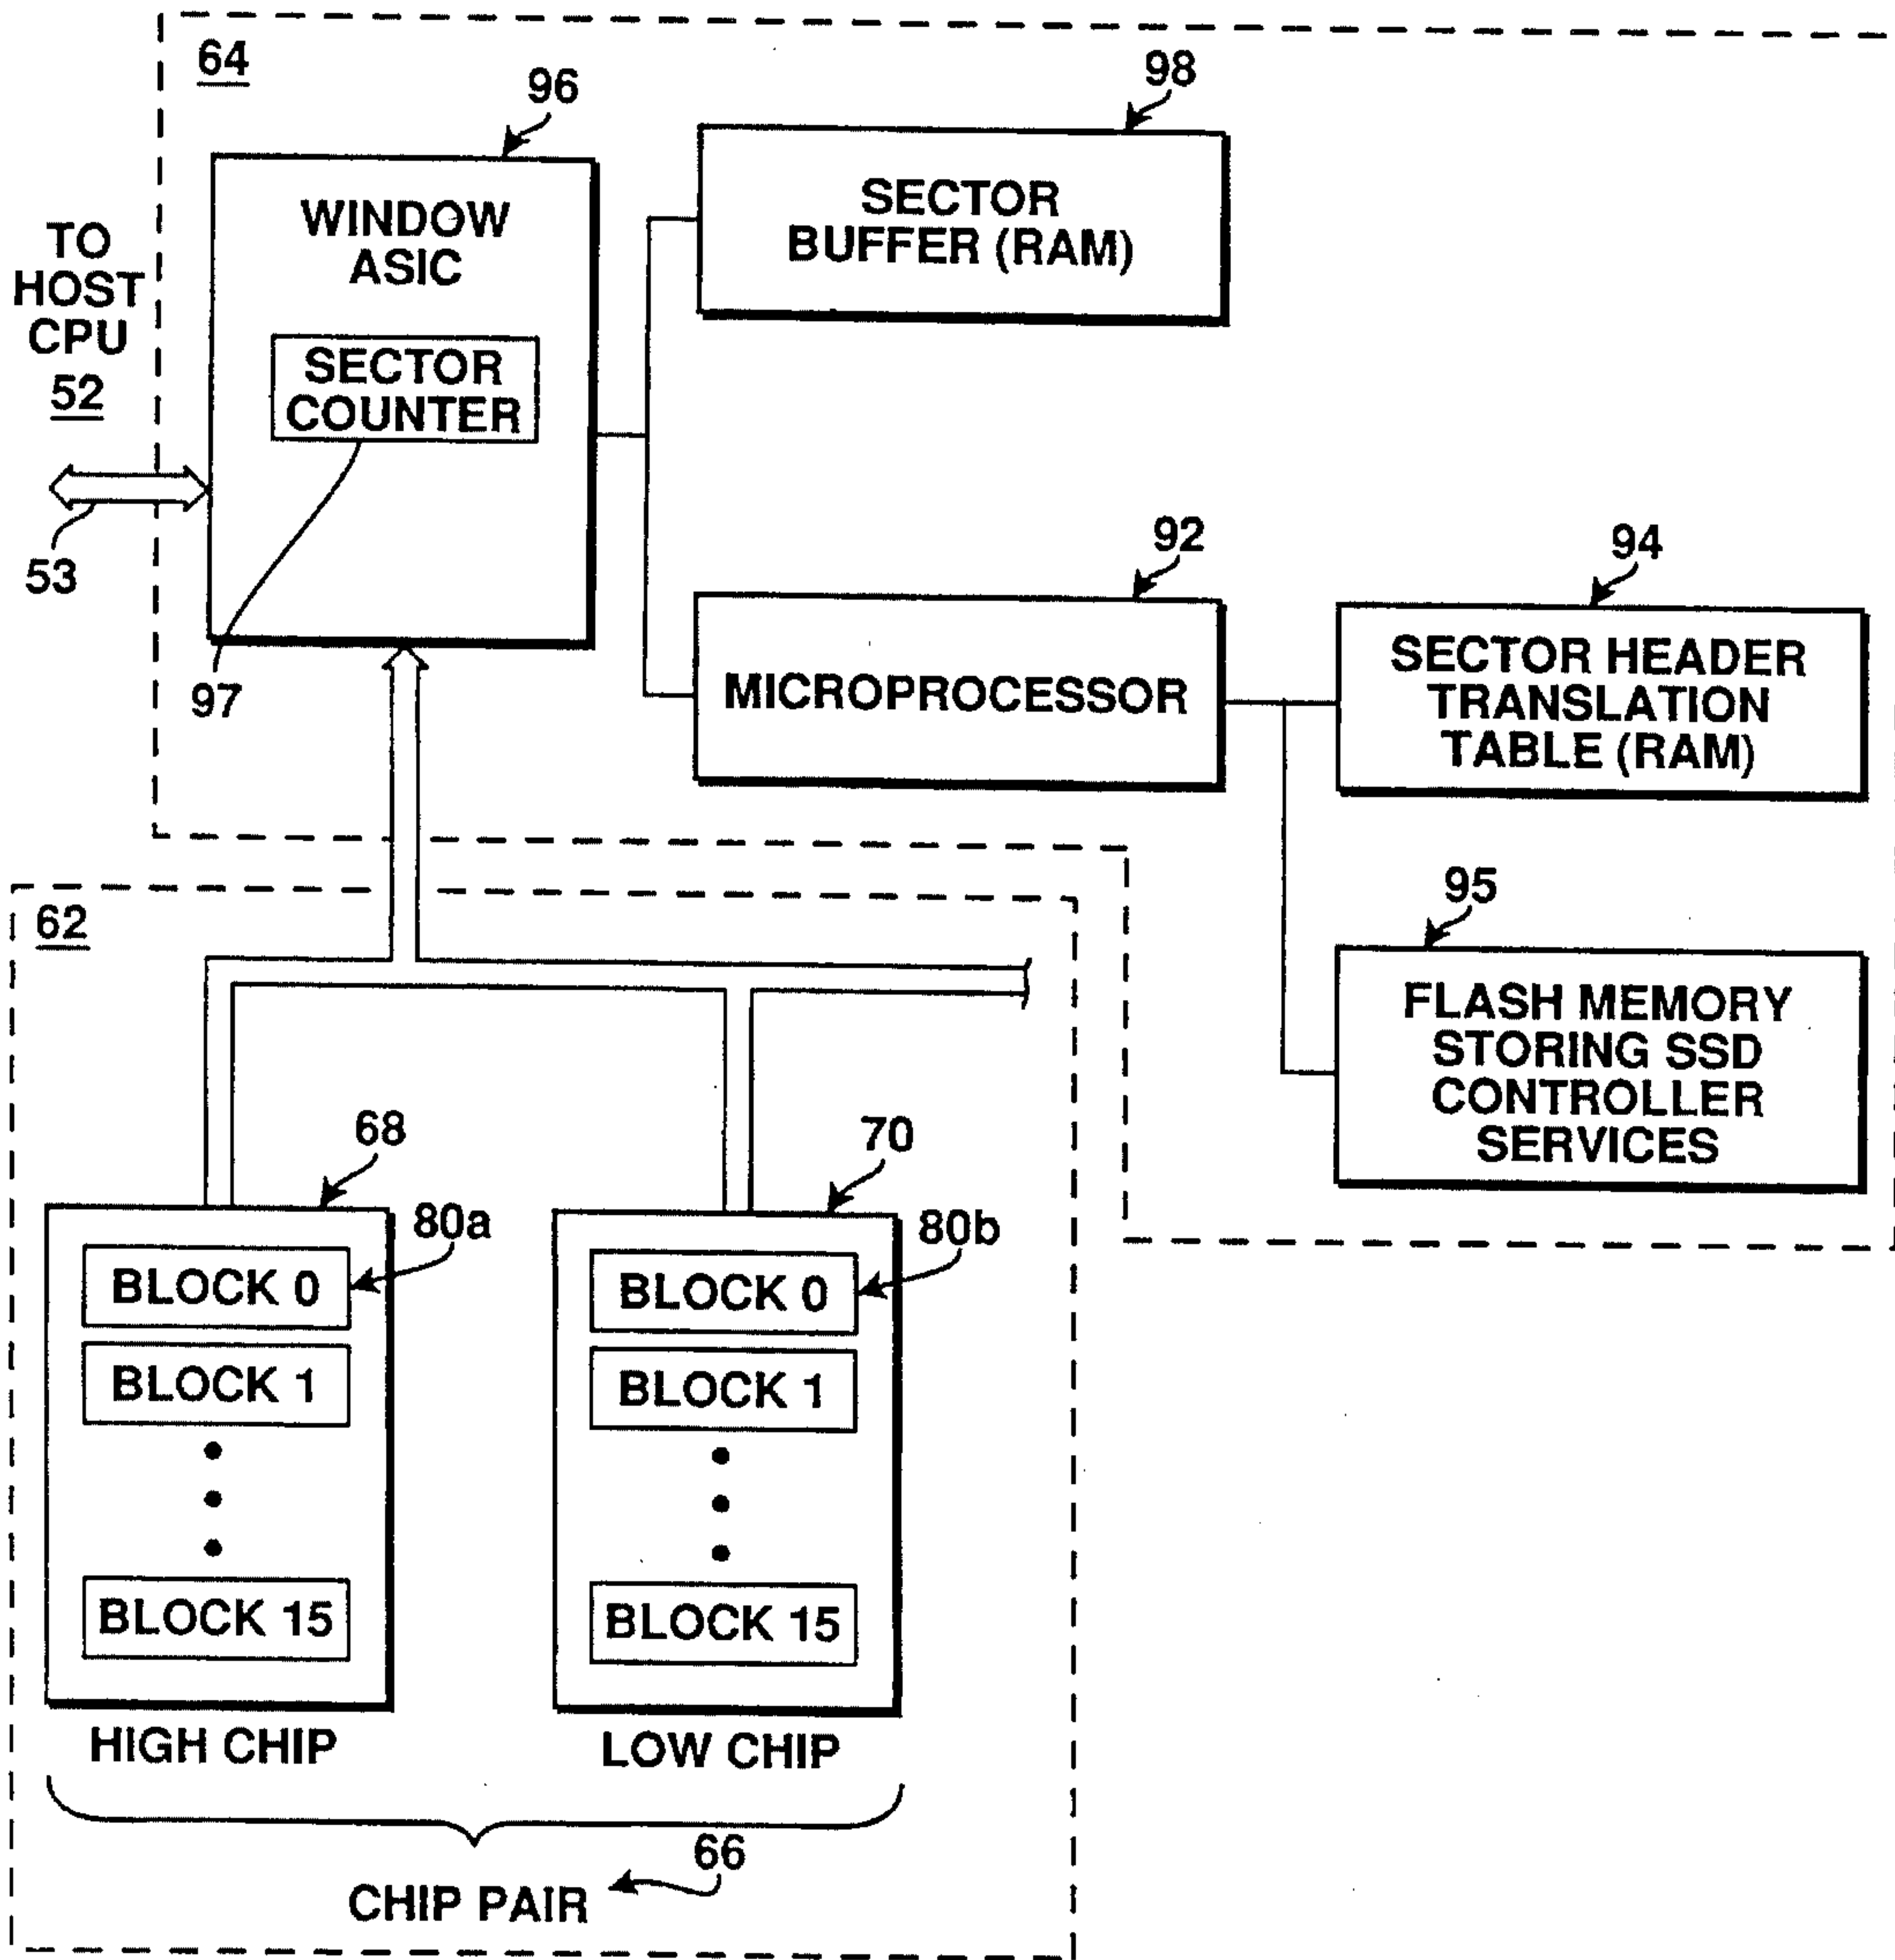 64
96
98
WINDOW
ASIC
SECTOR
BUFFER (RAM)
TO
HOST
CPU
52
SECTOR
COUNTER
53
97
92
MICROPROCESSOR
94
SECTOR HEADER
TRANSLATION
TABLE (RAM)
95
FLASH MEMORY
STORING SSD
CONTROLLER
SERVICES
62
68
80a
BLOCK 0
BLOCK 1
BLOCK 15
HIGH CHIP
70
80b
BLOCK 0
BLOCK 1
BLOCK 15
LOW CHIP
66
CHIP PAIR